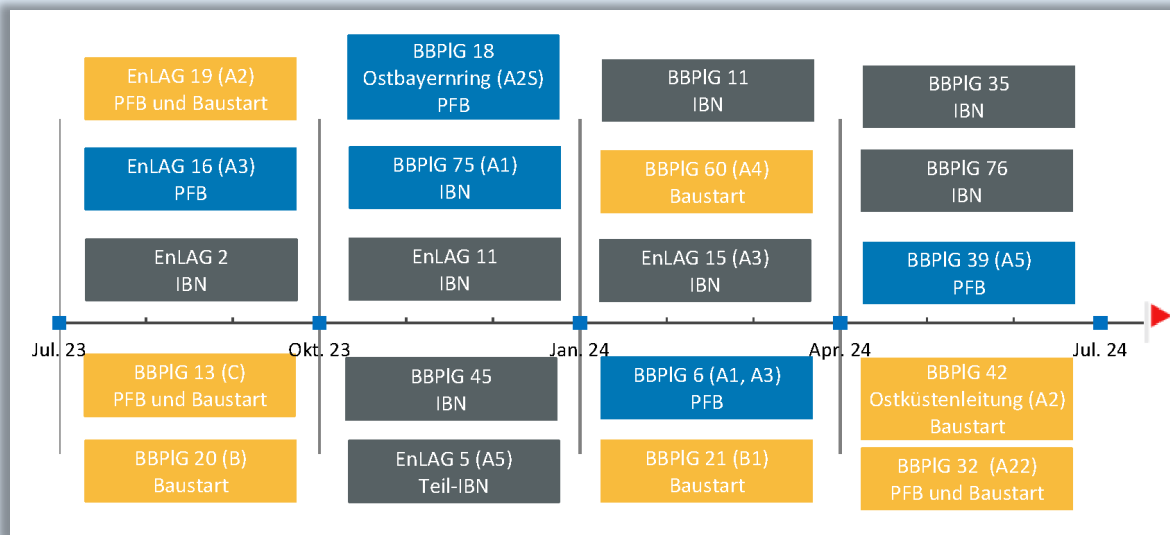 EnLAG 19 (A2)
PFB und Baustart
EnLAG 16 (A3)
PFB
EnLAG 2
IBN
BBPlG 18
Ostbayernring (A2S)
PFB
BBPlG 75 (A1)
IBN
EnLAG 11
IBN
BBPlG 11
IBN
BBPlG 60 (A4)
Baustart
EnLAG 15 (A3)
IBN
BBPlG 35
IBN
BBPlG 76
IBN
BBPlG 39 (A5)
PFB
Jul. 23
Okt. 23
Jan. 24
Apr. 24
Jul. 24
BBPlG 13 (C)
PFB und Baustart
BBPlG 20 (B)
Baustart
BBPlG 45
IBN
EnLAG 5 (A5)
Teil-IBN
BBPlG 6 (A1, A3)
PFB
BBPlG 21 (B1)
Baustart
BBPlG 42
Ostküstenleitung (A2)
Baustart
BBPlG 32 (A22)
PFB und Baustart